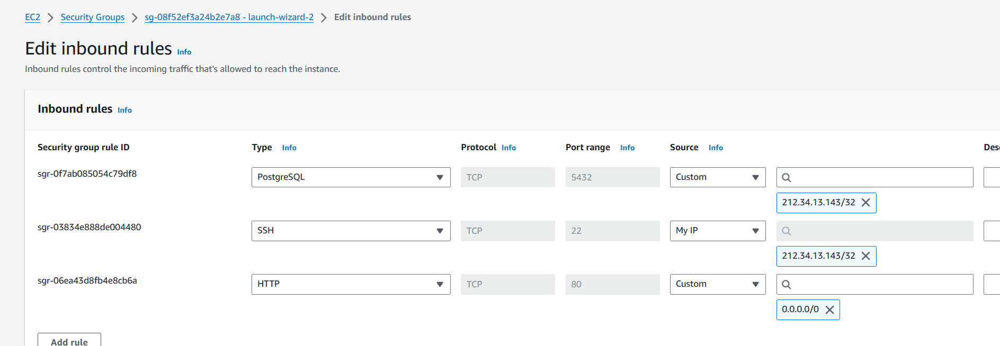 EC2 > Security Groups > sg-08f52ef3a24b2e7a8 - launch-wizard-2 > Edit inbound rules
Edit inbound rules Info
Inbound rules control the incoming traffic that's allowed to reach the instance.
Inbound rules Info
Security group rule ID Type Info Protocol Info Port range Info Source Info
sgr-0f7ab085054c79df8 PostgreSQL TCP 5432 Custom
212.34.13.143/32
sgr-03834e888de004480 SSH TCP 22 My IP
212.34.13.143/32
sgr-06ea43d8fb4e8cb6a HTTP TCP 80 Custom
0.0.0.0/0
Add rule